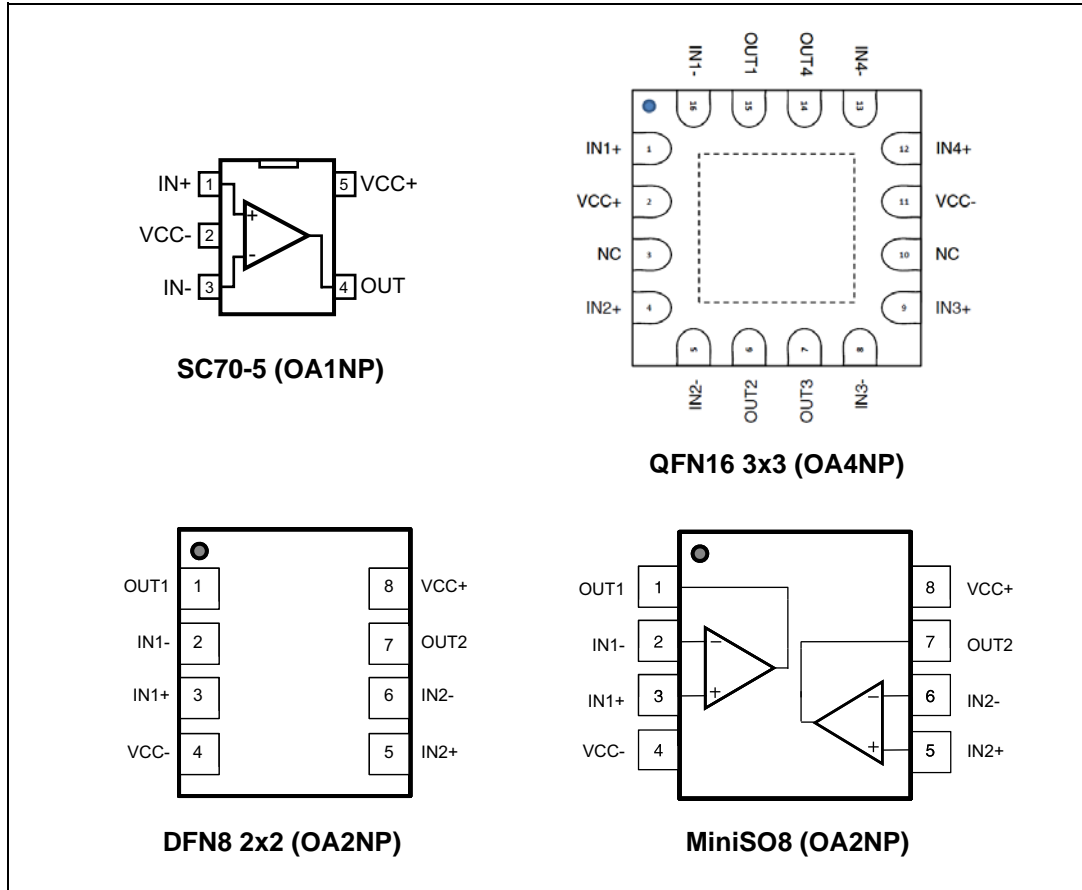 IN+ 1 5 VCC+
+
VCC- 2
-
IN- 3 4 OUT
SC70-5 (OA1NP)
IN1- OUT1 OUT4 IN4-
16 15 14 13
IN1+ 1 12 IN4+
VCC+ 2 11 VCC-
NC 3 10 NC
IN2+ 4 9 IN3+
5 6 7 8
IN2- OUT2 OUT3 IN3-
QFN16 3x3 (OA4NP)
OUT1 1 8 VCC+
IN1- 2 7 OUT2
IN1+ 3 6 IN2-
VCC- 4 5 IN2+
DFN8 2x2 (OA2NP)
OUT1 1 8 VCC+
IN1- 2 − 7 OUT2
IN1+ 3 + − 6 IN2-
VCC- 4 + 5 IN2+
MiniSO8 (OA2NP)